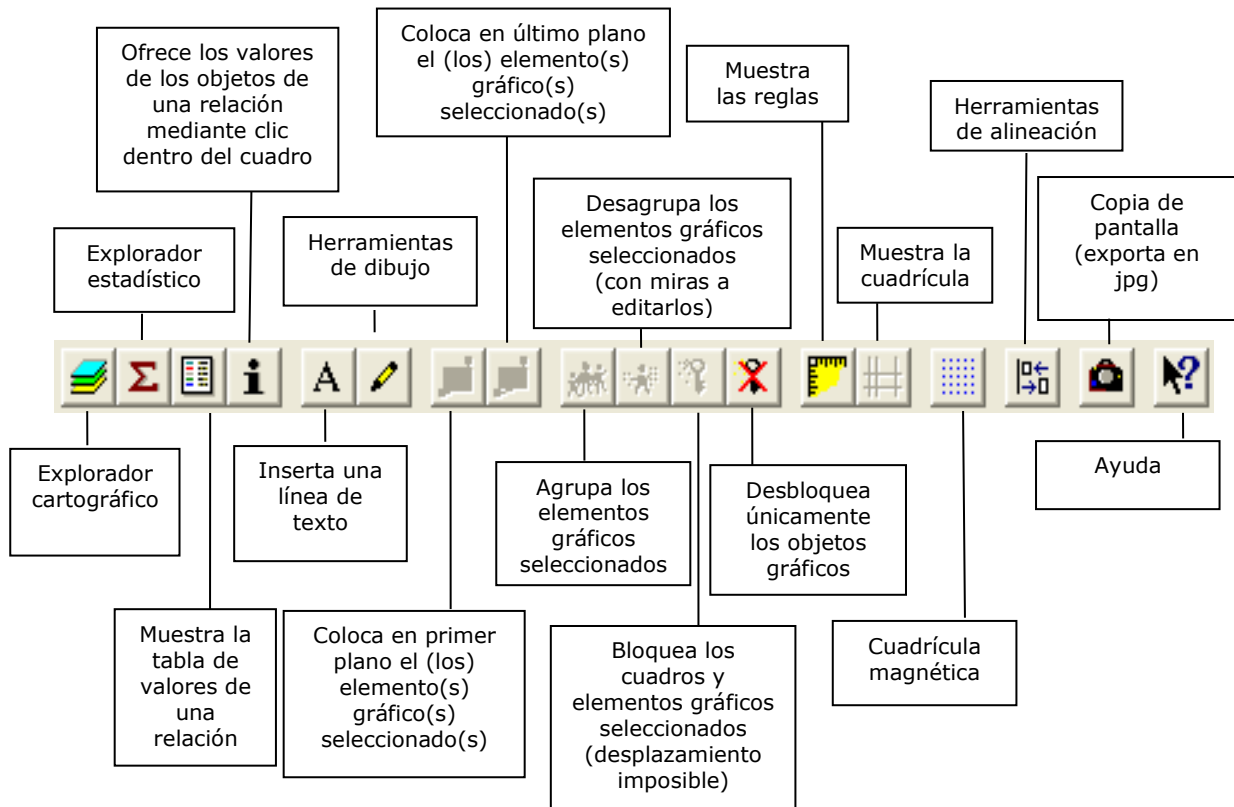 Ofrece los valores
de los objetos de
una relación
mediante clic
dentro del cuadro
Coloca en último plano
el (los) elemento(s)
gráfico(s)
seleccionado(s)
Muestra
las reglas
Herramientas
de alineación
Explorador
estadístico
Herramientas
de dibujo
Desagrupa los
elementos gráficos
seleccionados
(con miras a
editarlos)
Muestra la
cuadrícula
Copia de
pantalla
(exporta en
jpg)
Σ
i
A
?
Explorador
cartográfico
Inserta una
línea de
texto
Agrupa los
elementos
gráficos
seleccionados
Desbloquea
únicamente
los objetos
gráficos
Ayuda
Muestra la
tabla de
valores de
una
relación
Coloca en primer
plano el (los)
elemento(s)
gráfico(s)
seleccionado(s)
Bloquea los
cuadros y
elementos gráficos
seleccionados
(desplazamiento
imposible)
Cuadrícula
magnética